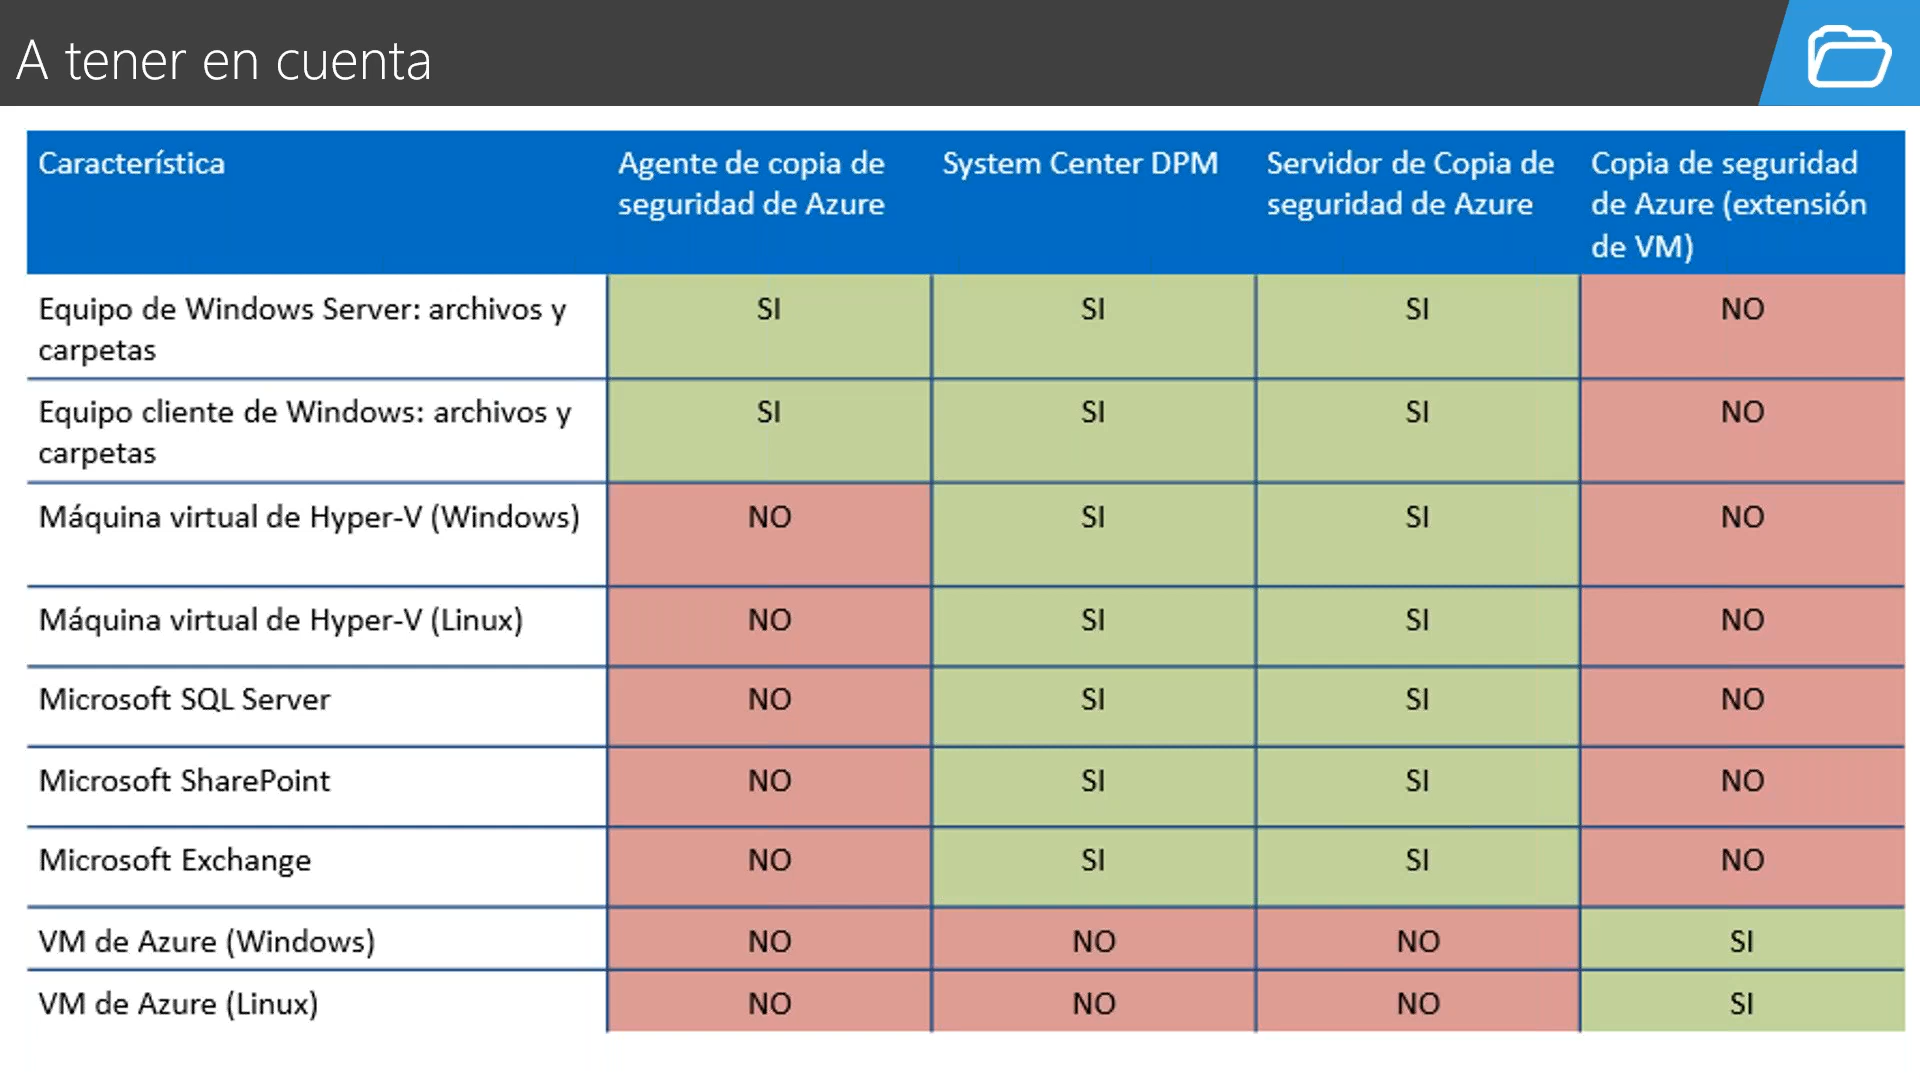 A tener en cuenta
Característica
Agente de copia de
seguridad de Azure
System Center DPM
Servidor de Copia de
seguridad de Azure
Copia de seguridad
de Azure (extensión
de VM)
Equipo de Windows Server: archivos y
carpetas
SI
SI
SI
NO
Equipo cliente de Windows: archivos y
carpetas
SI
SI
SI
NO
Máquina virtual de Hyper-V (Windows)
NO
SI
SI
NO
Máquina virtual de Hyper-V (Linux)
NO
SI
SI
NO
Microsoft SQL Server
NO
SI
SI
NO
Microsoft SharePoint
NO
SI
SI
NO
Microsoft Exchange
NO
SI
SI
NO
VM de Azure (Windows)
NO
NO
NO
SI
VM de Azure (Linux)
NO
NO
NO
SI